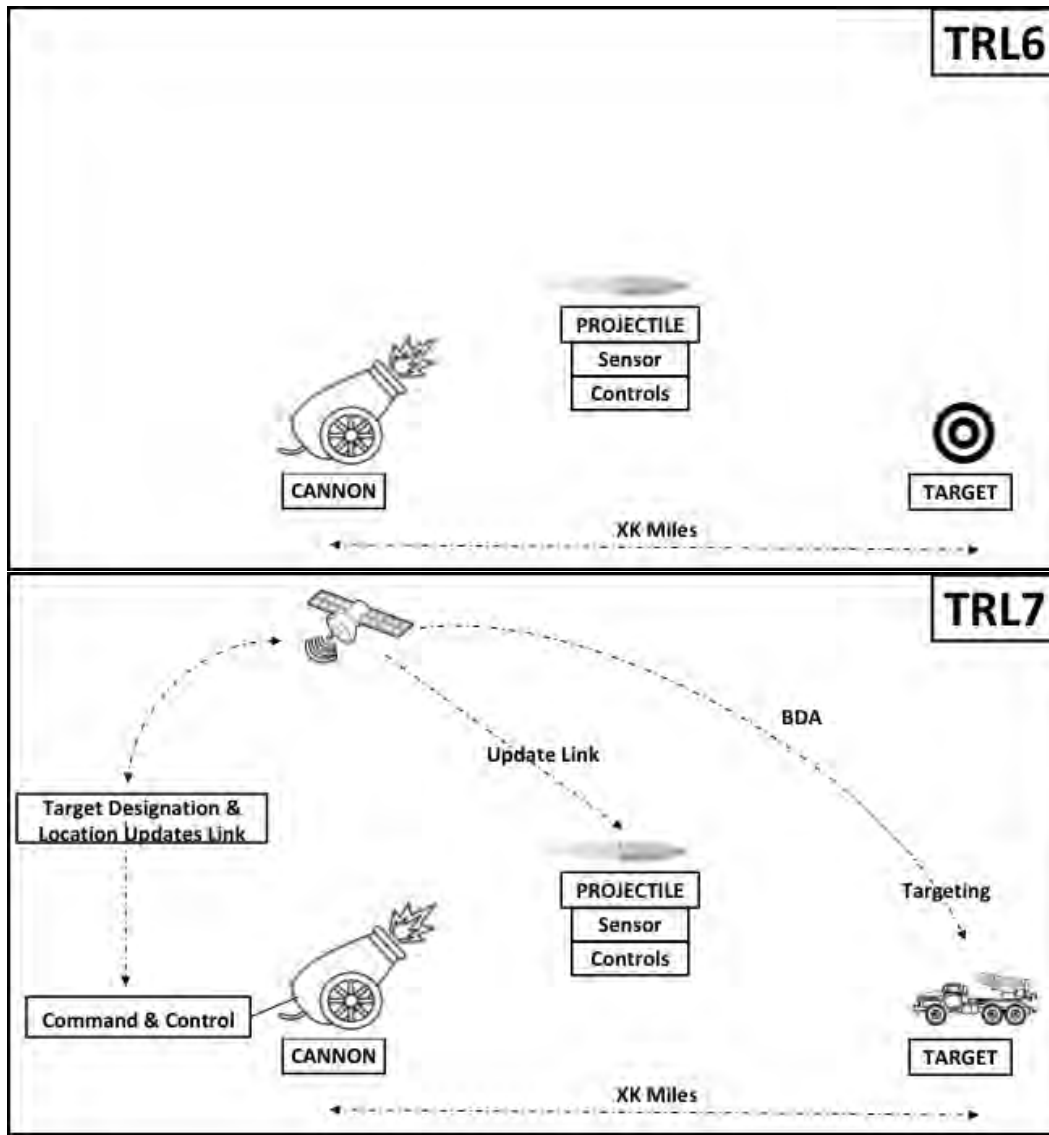 TRL6
PROJECTILE
Sensor
Controls
CANNON
TARGET
XK Miles
TRL7
BDA
Update Link
Target Designation &
Location Updates Link
PROJECTILE
Targeting
Sensor
Controls
Command & Control
CANNON
TARGET
XK Miles